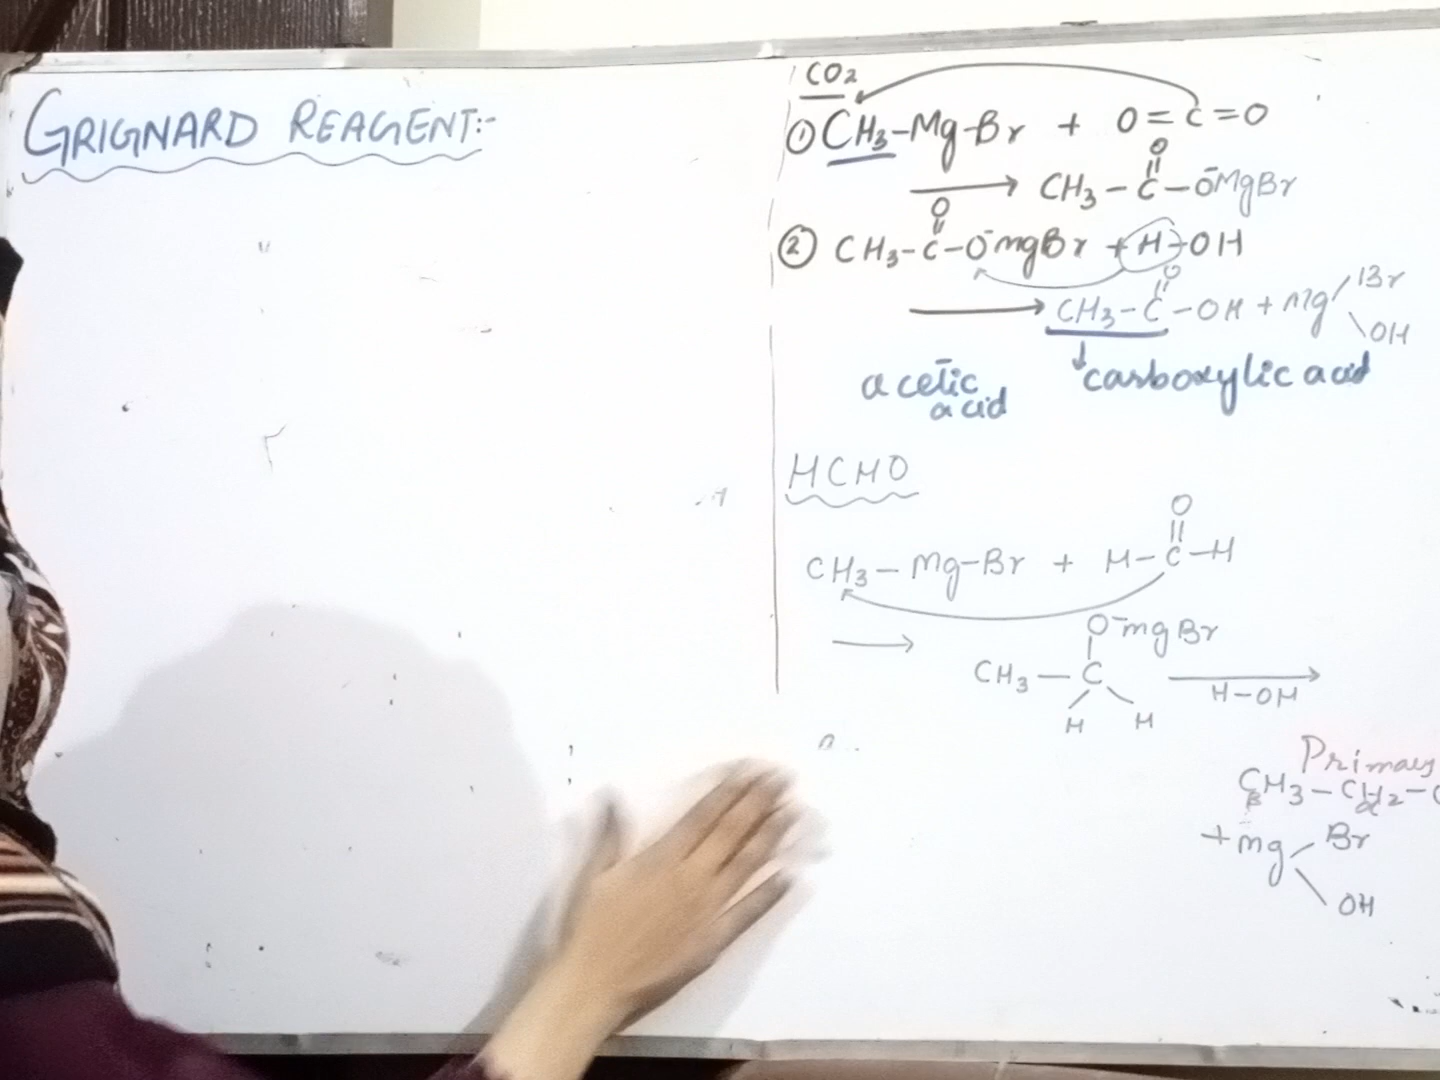 GRIGNARD REAGENT:-
CO2
① CH3-Mg-Br + O=C=O
O
||
⟶ CH3-C-O⁻MgBr
O
||
② CH3-C-O⁻MgBr + H-OH
O
||
⟶ CH3-C-OH + Mg Br
OH
acetic
acid
carboxylic acid
HCHO
O
||
CH3-Mg-Br + H-C-H
⟶ O⁻MgBr
|
CH3-C ⟶
H-OH
H H
Primary
CH3-CH2-
β α
+ Mg Br
OH